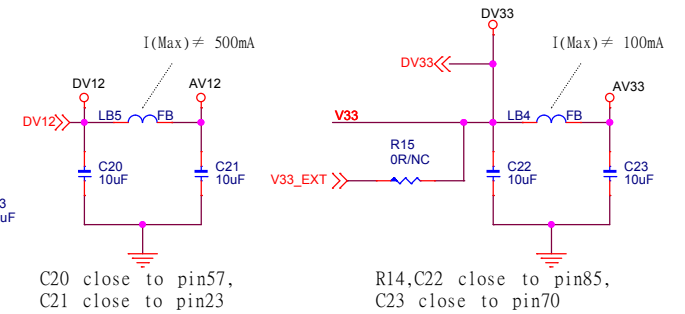 DV33
I(Max)≠ 500mA
I(Max)≠ 100mA
DV33
DV12
AV12
AV33
DV12
LB5
FB
V33
LB4
FB
R15
0R/NC
C20
10uF
C21
10uF
C22
10uF
C23
10uF
V33_EXT
3
uF
C20 close to pin57,
C21 close to pin23
R14,C22 close to pin85,
C23 close to pin70